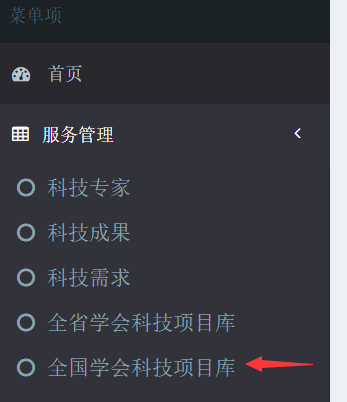 菜单项
首页
服务管理
科技专家
科技成果
科技需求
全省学会科技项目库
全国学会科技项目库